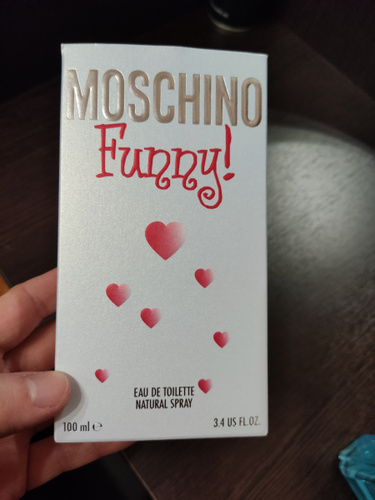 MOSCHINO
Funny!
EAU DE TOILETTE
NATURAL SPRAY
100 ml ℮
3.4 US FL.OZ.